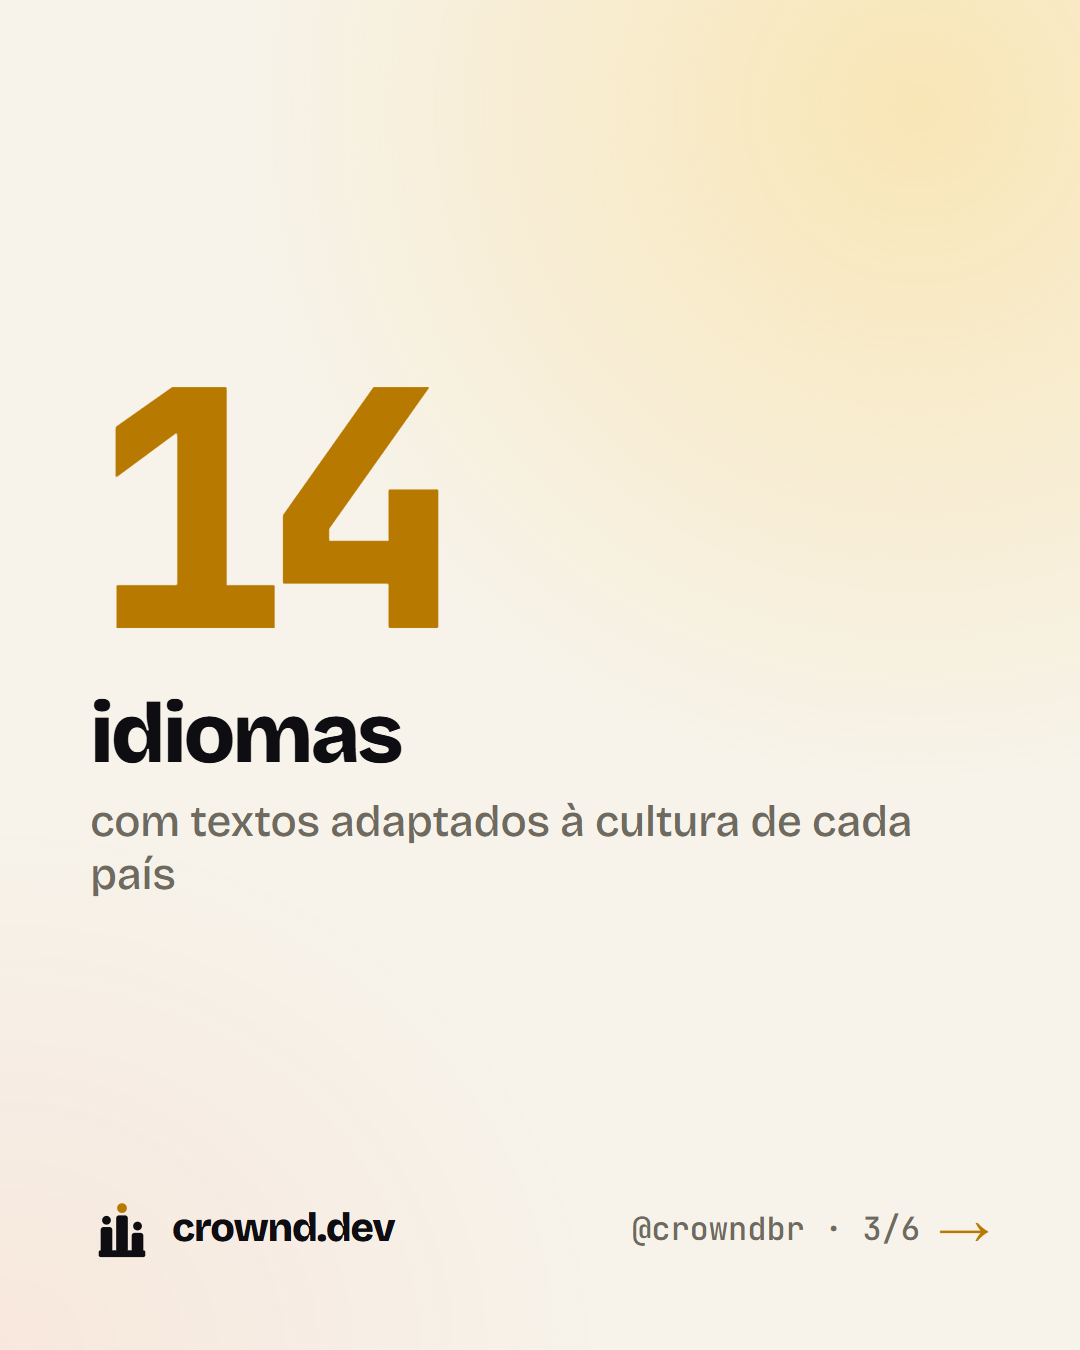 14
idiomas
com textos adaptados à cultura de cada
país
crownd.dev
@crowndbr · 3/6 →